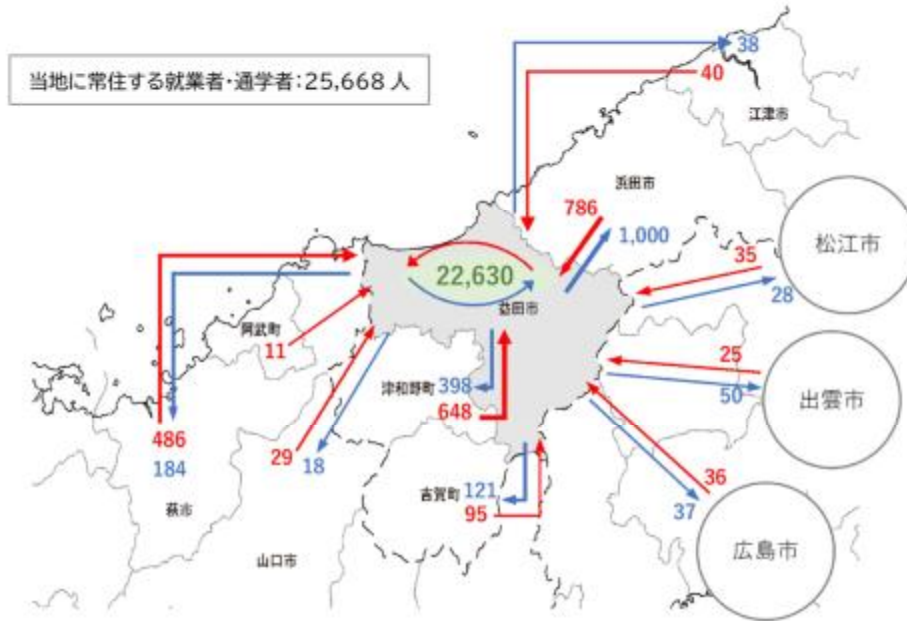 38
当地に常住する就業者・通学者：25,668 人
40
江津市
浜田市
786
1,000
松江市
35
22,630
28
益田市
阿武町
11
25
津和野町
398
50
出雲市
648
486
29
18
36
184
吉賀町
121
95
37
萩市
広島市
山口市